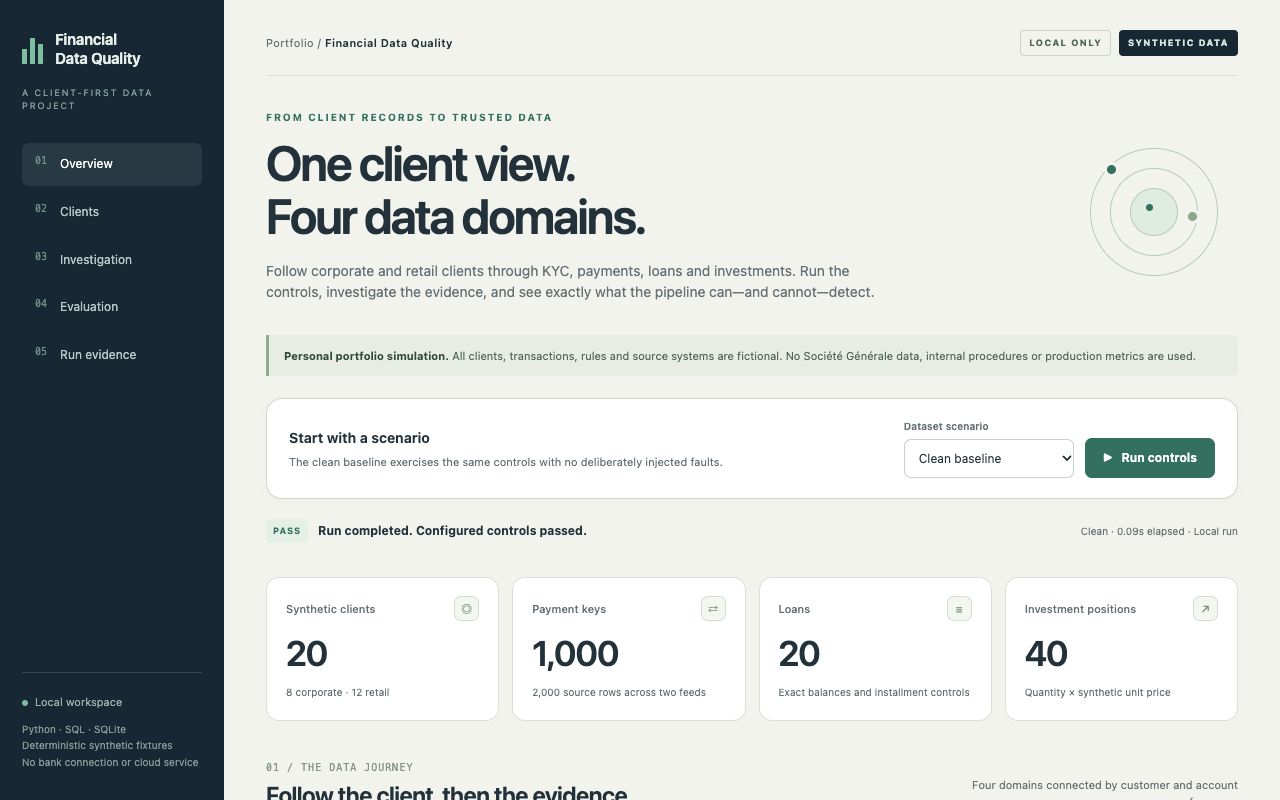 Financial
Data Quality
A CLIENT-FIRST DATA
PROJECT
01 Overview
02 Clients
03 Investigation
04 Evaluation
05 Run evidence
Local workspace
Python · SQL · SQLite
Deterministic synthetic fixtures
No bank connection or cloud service
Portfolio / Financial Data Quality
LOCAL ONLY
SYNTHETIC DATA
FROM CLIENT RECORDS TO TRUSTED DATA
One client view.
Four data domains.
Follow corporate and retail clients through KYC, payments, loans and investments. Run the
controls, investigate the evidence, and see exactly what the pipeline can—and cannot—detect.
Personal portfolio simulation. All clients, transactions, rules and source systems are fictional. No Société Générale data, internal procedures or production metrics are used.
Start with a scenario
The clean baseline exercises the same controls with no deliberately injected faults.
Dataset scenario
Clean baseline
Run controls
PASS Run completed. Configured controls passed.
Clean · 0.09s elapsed · Local run
Synthetic clients
20
8 corporate · 12 retail
Payment keys
1,000
2,000 source rows across two feeds
Loans
20
Exact balances and installment controls
Investment positions
40
Quantity × synthetic unit price
01 / THE DATA JOURNEY
Follow the client, then the evidence
Four domains connected by customer and account